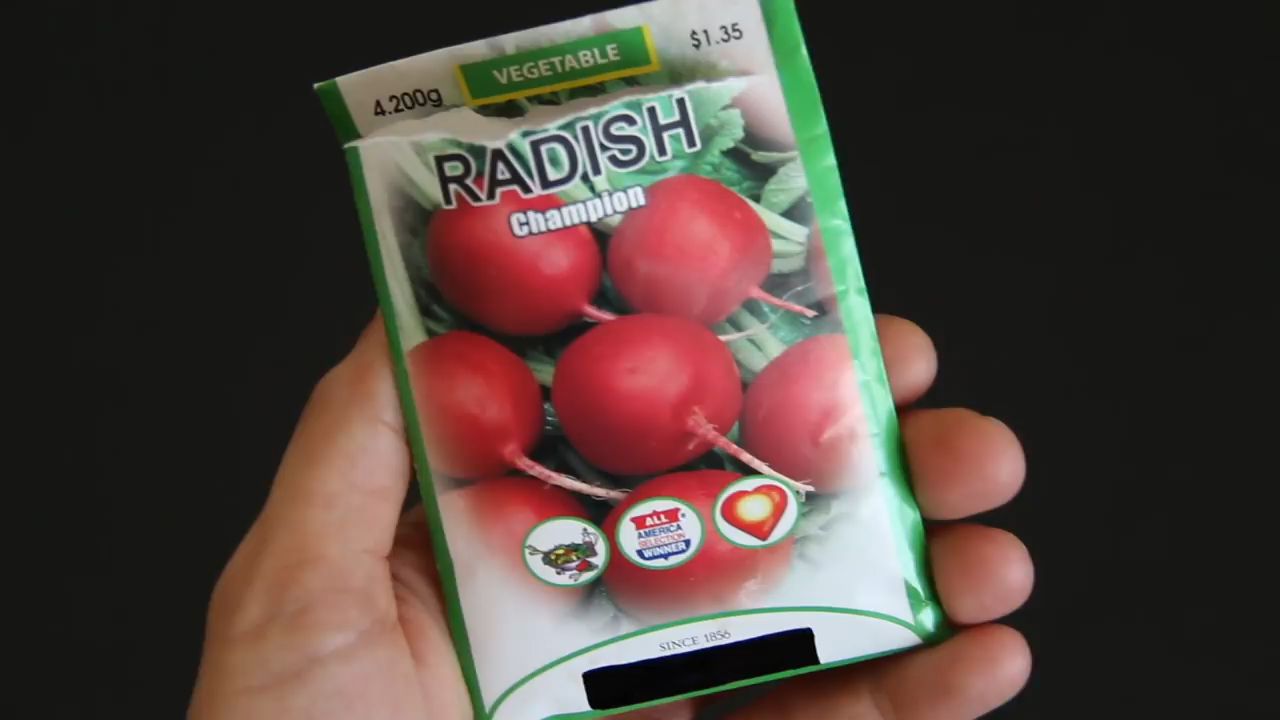 VEGETABLE
$1.35
4.200g
RADISH
Champion
ALL
AMERICA
SELECTION
WINNER
SINCE 1856